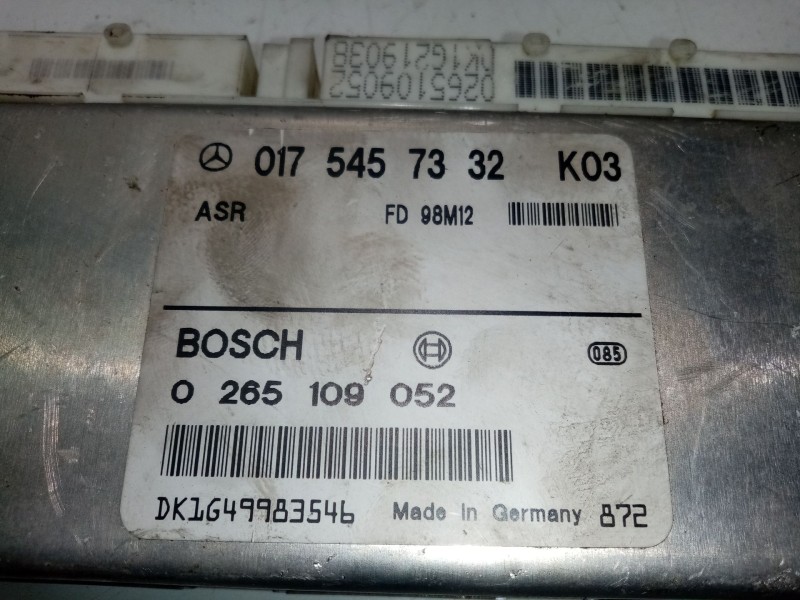 0265109052
DK1G219038
017 545 73 32 K03
ASR FD 98M12
BOSCH
085
0 265 109 052
DK1G49983546 Made in Germany 872